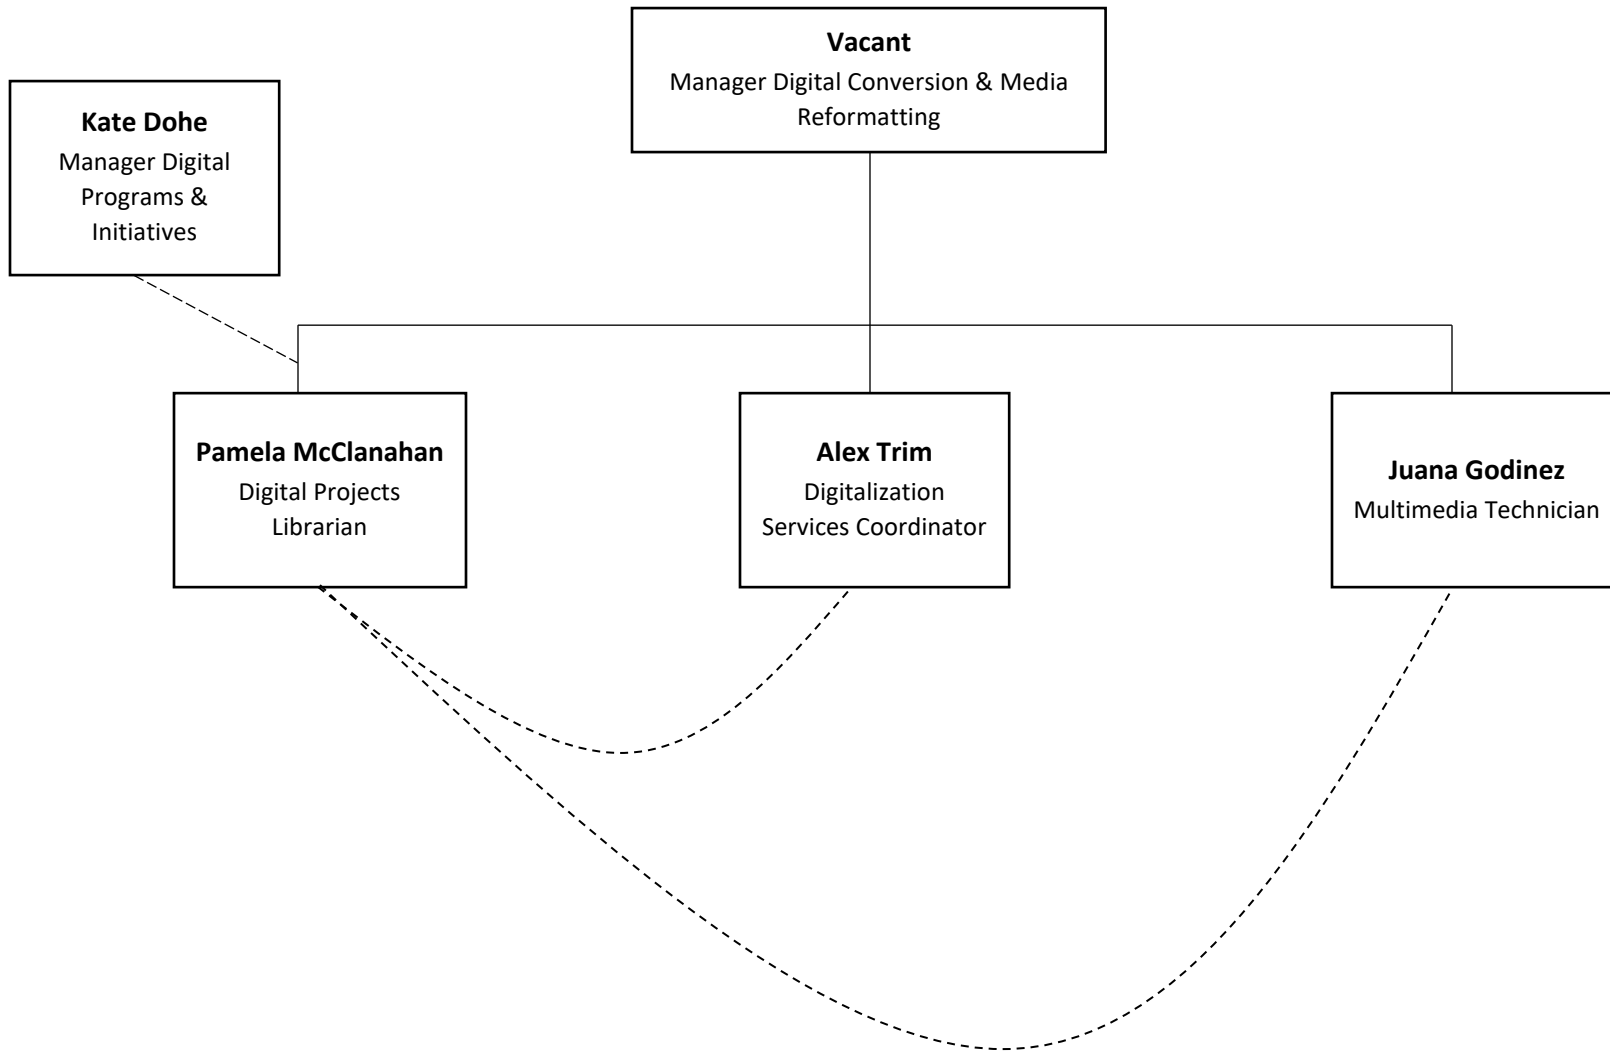 Vacant
Manager Digital Conversion & Media
Reformatting
Kate Dohe
Manager Digital
Programs &
Initiatives
Pamela McClanahan
Digital Projects
Librarian
Alex Trim
Digitalization
Services Coordinator
Juana Godinez
Multimedia Technician